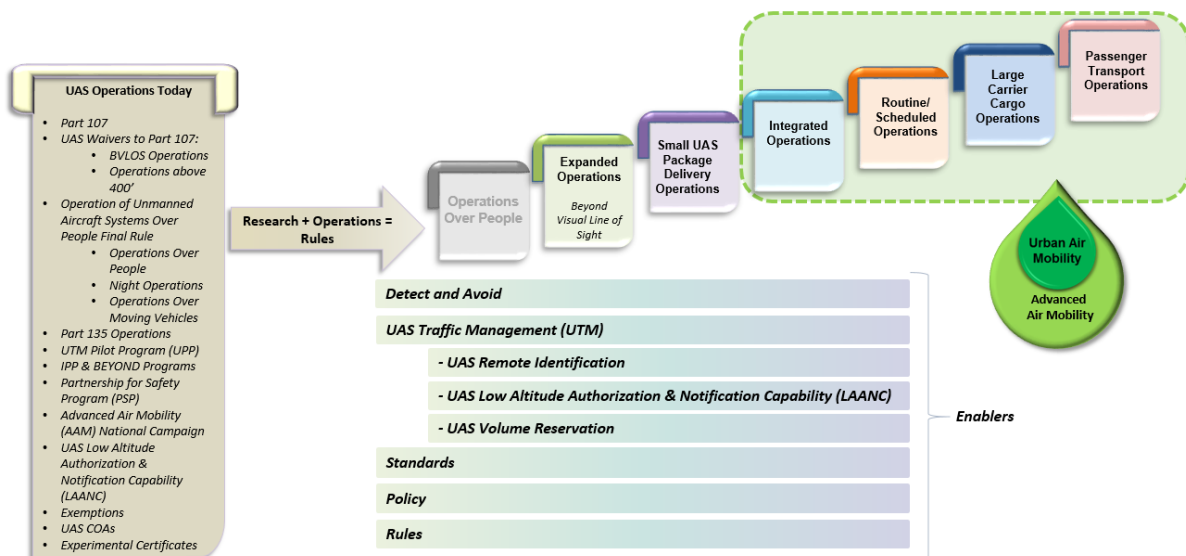 UAS Operations Today
• Part 107
• UAS Waivers to Part 107:
• BVLOS Operations
• Operations above
400’
• Operation of Unmanned
Aircraft Systems Over
People Final Rule
• Operations Over
People
• Night Operations
• Operations Over
Moving Vehicles
• Part 135 Operations
• UTM Pilot Program (UPP)
• IPP & BEYOND Programs
• Partnership for Safety
Program (PSP)
• Advanced Air Mobility
(AAM) National Campaign
• UAS Low Altitude
Authorization &
Notification Capability
(LAANC)
• Exemptions
• UAS COAs
• Experimental Certificates
Research + Operations =
Rules
Operations
Over People
Expanded
Operations
Beyond
Visual Line of
Sight
Small UAS
Package
Delivery
Operations
Integrated
Operations
Routine/
Scheduled
Operations
Large
Carrier
Cargo
Operations
Passenger
Transport
Operations
Urban Air
Mobility
Advanced
Air Mobility
Detect and Avoid
UAS Traffic Management (UTM)
- UAS Remote Identification
- UAS Low Altitude Authorization & Notification Capability (LAANC)
- UAS Volume Reservation
Standards
Policy
Rules
Enablers